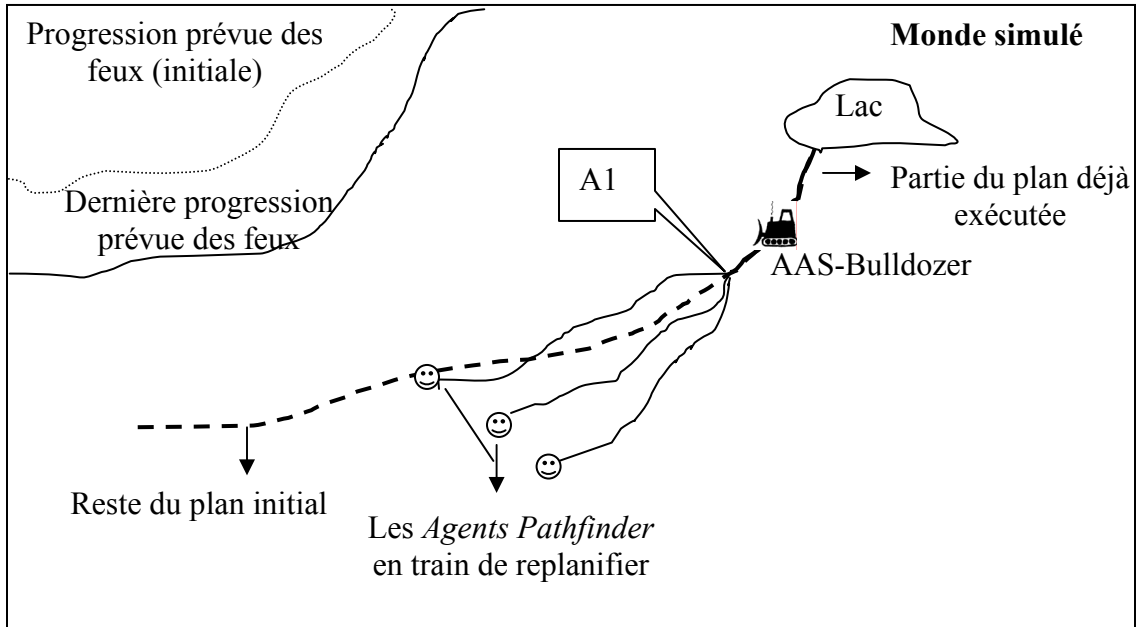 Progression prévue des
feux (initiale)
Monde simulé
Lac
A1
Partie du plan déjà
exécutée
Dernière progression
prévue des feux
AAS-Bulldozer
Reste du plan initial
Les Agents Pathfinder
en train de replanifier